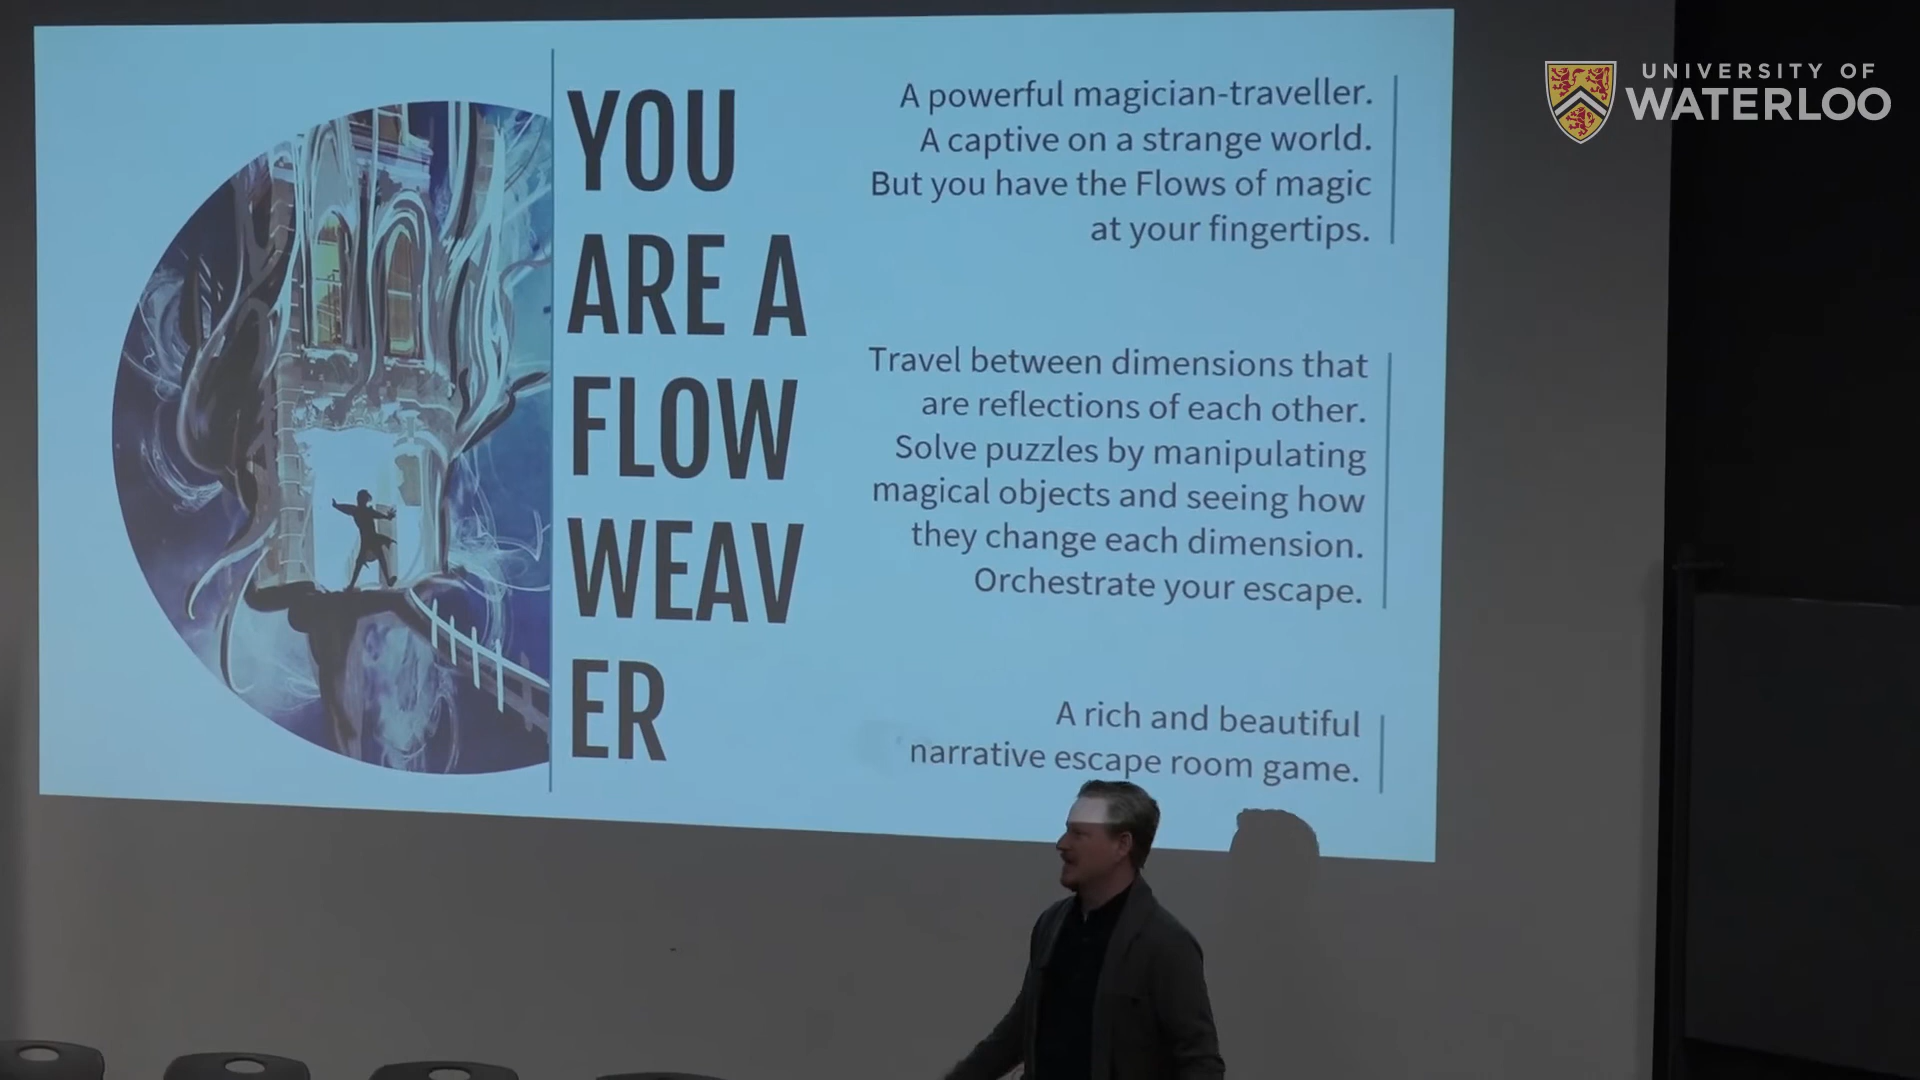 YOU
ARE A
FLOW
WEAV
ER
A powerful magician-traveller.
A captive on a strange world.
But you have the Flows of magic
at your fingertips.
Travel between dimensions that
are reflections of each other.
Solve puzzles by manipulating
magical objects and seeing how
they change each dimension.
Orchestrate your escape.
A rich and beautiful
narrative escape room game.
UNIVERSITY OF
WATERLOO